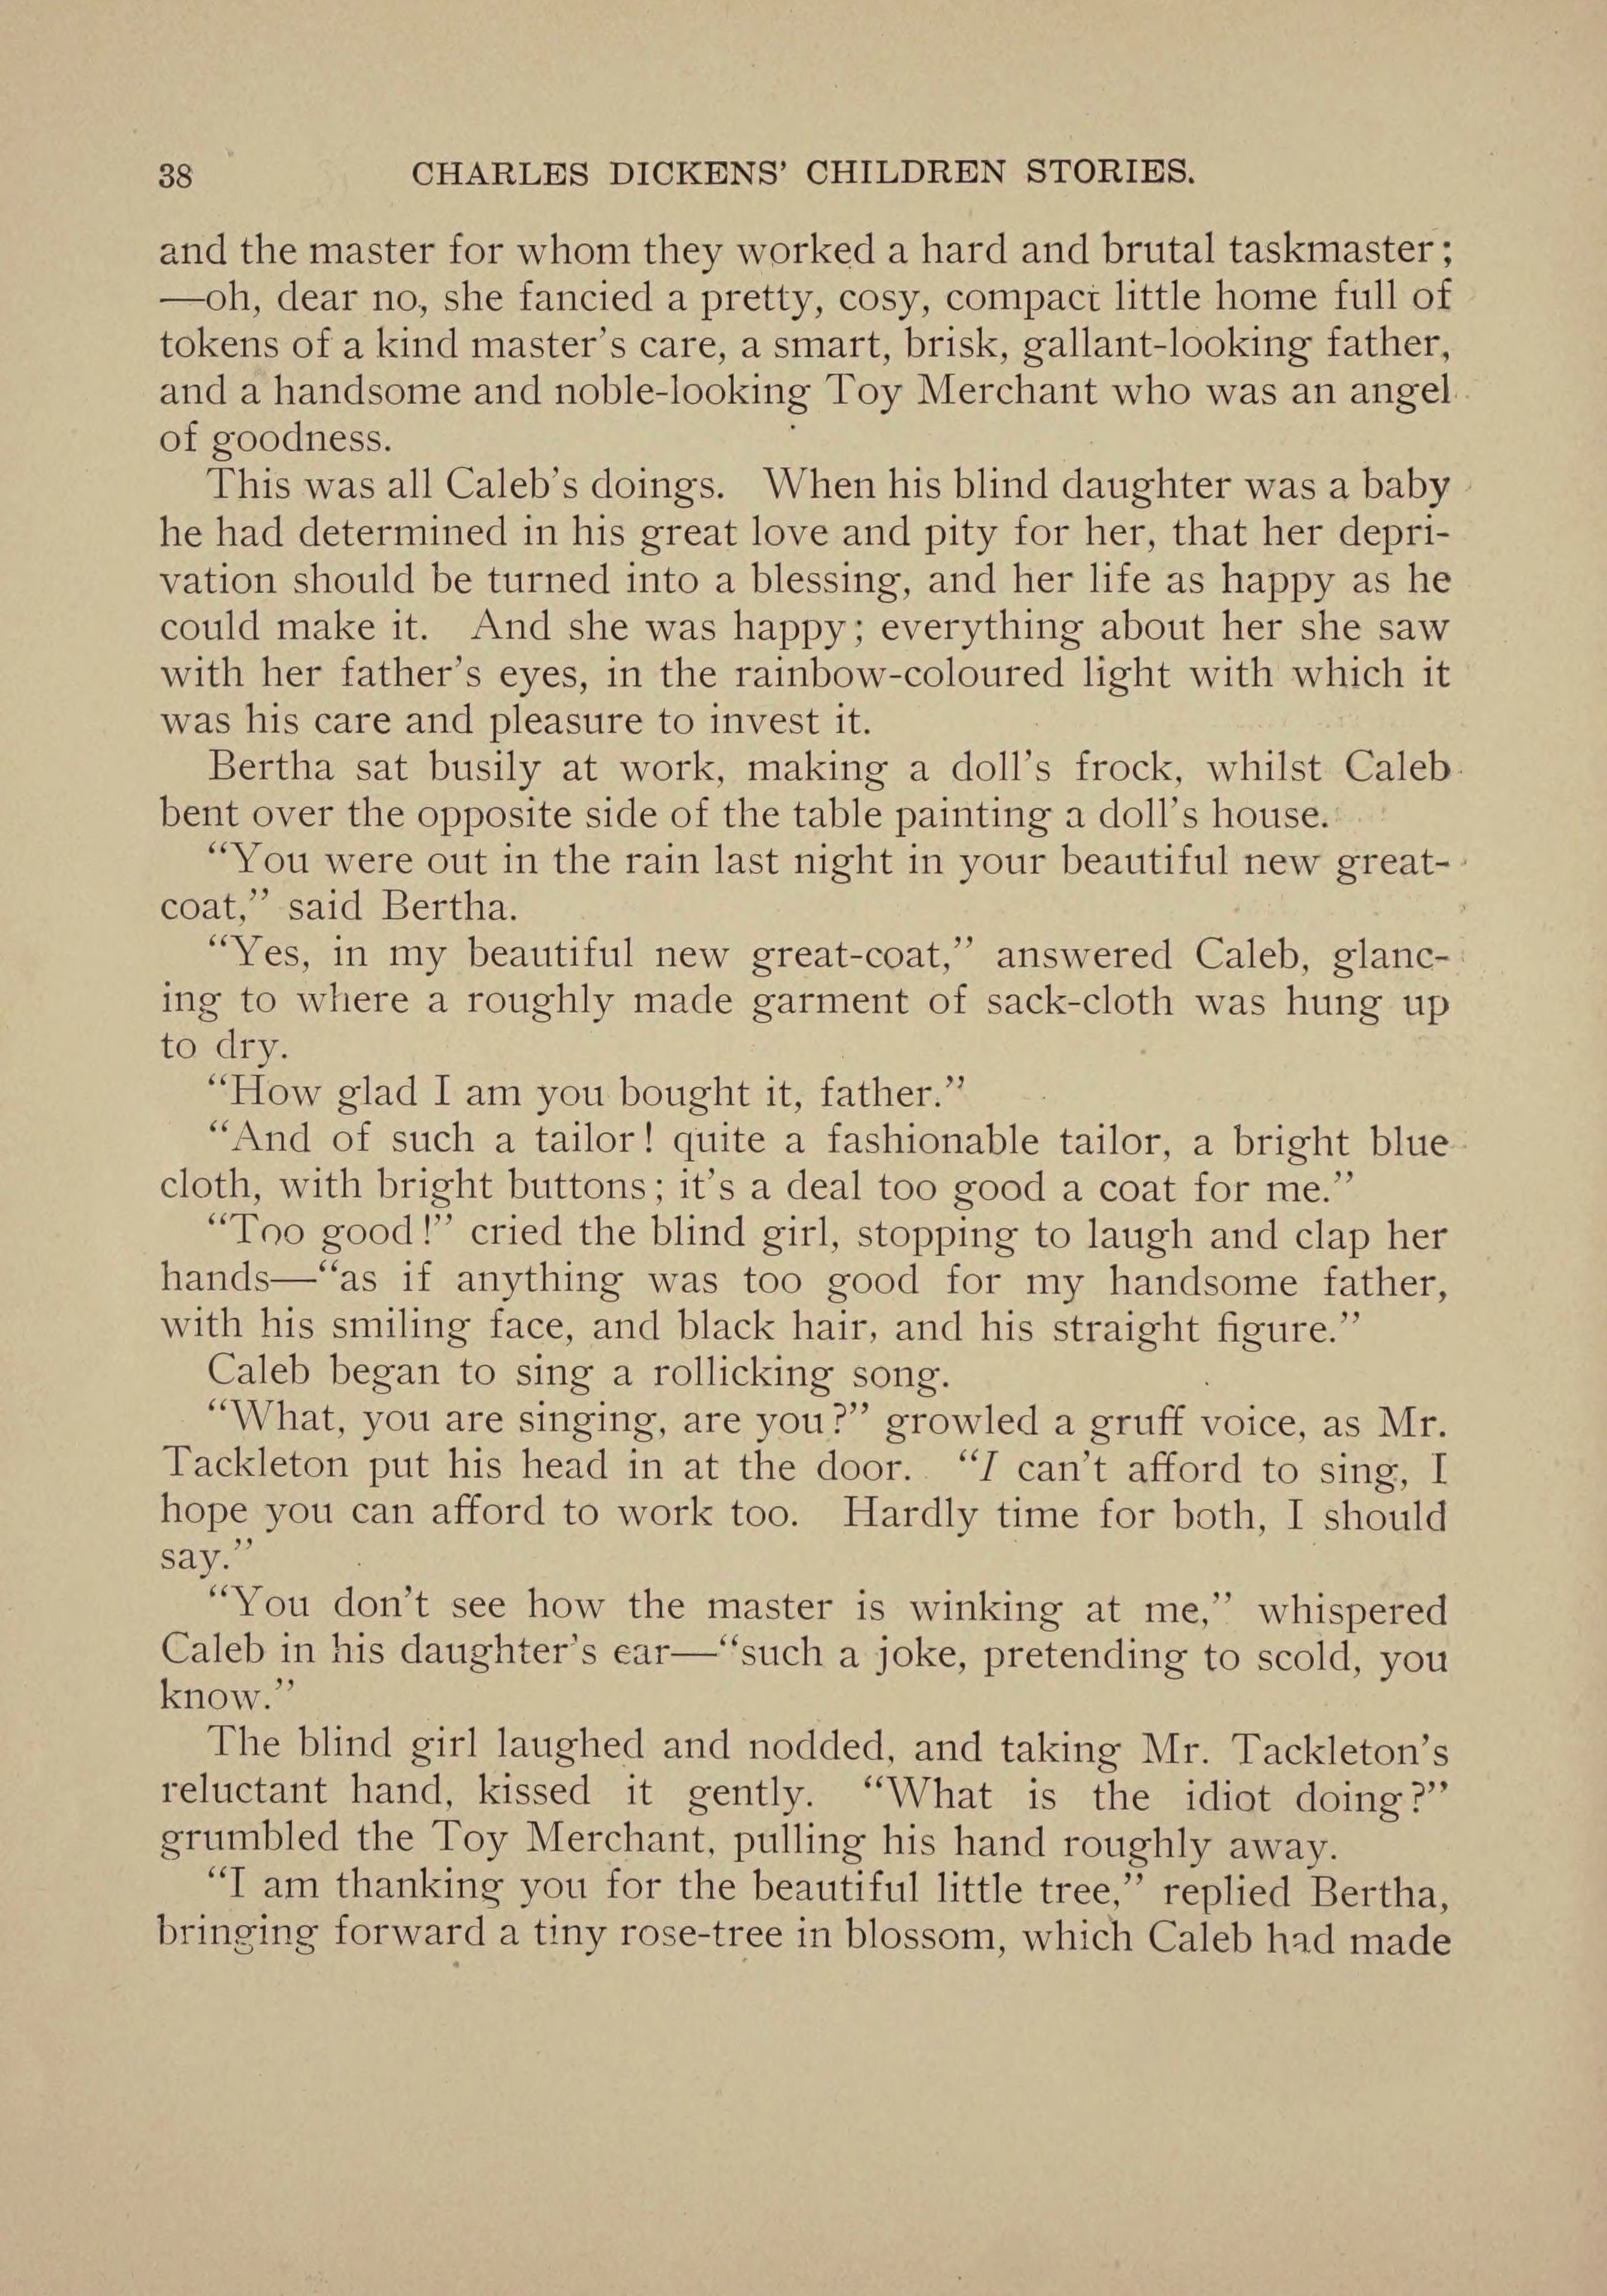 38 CHARLES DICKENS' CHILDREN STORIES.
and the master for whom they worked a hard and brutal taskmaster;
—oh, dear no, she fancied a pretty, cosy, compact little home full of
tokens of a kind master's care, a smart, brisk, gallant-looking father,
and a handsome and noble-looking Toy Merchant who was an angel
of goodness.
This was all Caleb's doings. When his blind daughter was a baby
he had determined in his great love and pity for her, that her depri-
vation should be turned into a blessing, and her life as happy as he
could make it. And she was happy; everything about her she saw
with her father's eyes, in the rainbow-coloured light with which it
was his care and pleasure to invest it.
Bertha sat busily at work, making a doll's frock, whilst Caleb
bent over the opposite side of the table painting a doll's house.
“You were out in the rain last night in your beautiful new great-
coat,” said Bertha.
“Yes, in my beautiful new great-coat,” answered Caleb, glanc-
ing to where a roughly made garment of sack-cloth was hung up
to dry.
“How glad I am you bought it, father.”
“And of such a tailor! quite a fashionable tailor, a bright blue
cloth, with bright buttons; it's a deal too good a coat for me.”
“Too good!” cried the blind girl, stopping to laugh and clap her
hands—“as if anything was too good for my handsome father,
with his smiling face, and black hair, and his straight figure.”
Caleb began to sing a rollicking song.
“What, you are singing, are you?” growled a gruff voice, as Mr.
Tackleton put his head in at the door. “I can't afford to sing, I
hope you can afford to work too. Hardly time for both, I should
say.”
“You don't see how the master is winking at me,” whispered
Caleb in his daughter's ear—“such a joke, pretending to scold, you
know.”
The blind girl laughed and nodded, and taking Mr. Tackleton's
reluctant hand, kissed it gently. “What is the idiot doing?”
grumbled the Toy Merchant, pulling his hand roughly away.
“I am thanking you for the beautiful little tree,” replied Bertha,
bringing forward a tiny rose-tree in blossom, which Caleb had made